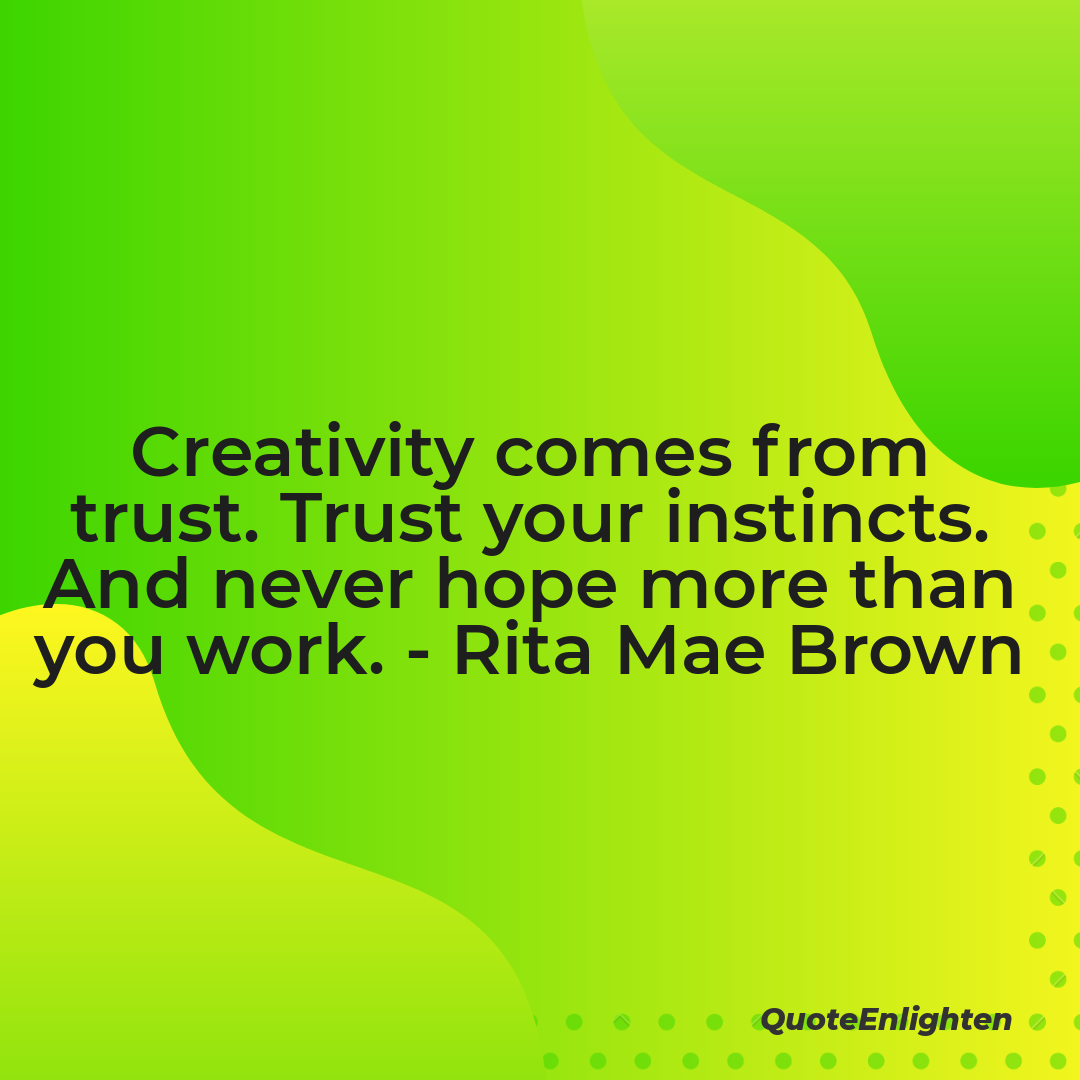 Creativity comes from
trust. Trust your instincts.
And never hope more than
you work. - Rita Mae Brown
QuoteEnlighten